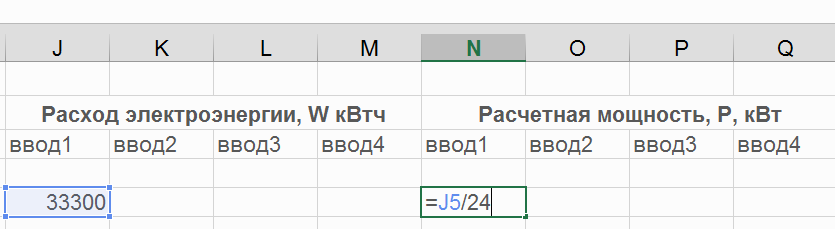 J K L M N O P Q
Расход электроэнергии, W кВтч Расчетная мощность, Р, кВт
ввод1 ввод2 ввод3 ввод4 ввод1 ввод2 ввод3 ввод4
33300 =J5/24